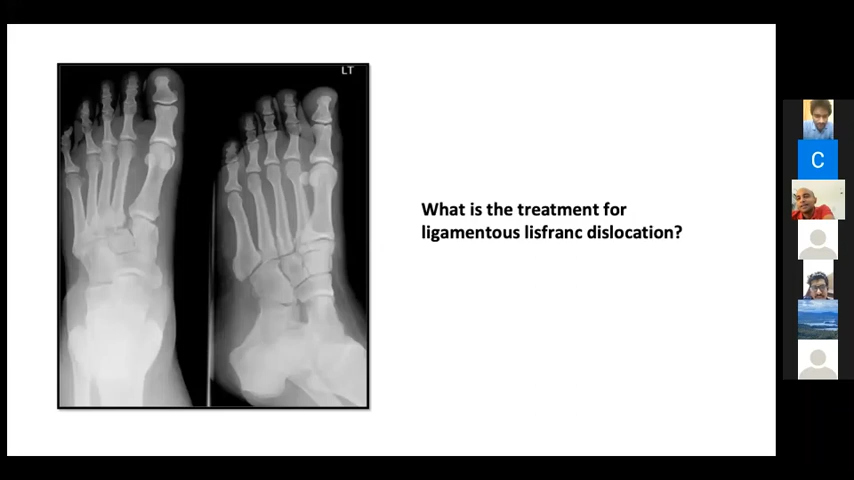 LT
What is the treatment for
ligamentous lisfranc dislocation?
C